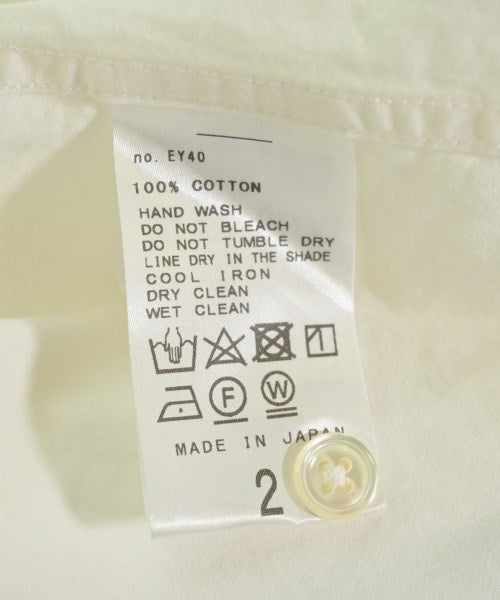 no. EY40
100% COTTON
HAND WASH
DO NOT BLEACH
DO NOT TUMBLE DRY
LINE DRY IN THE SHADE
COOL IRON
DRY CLEAN
WET CLEAN
F W
MADE IN JAPAN
2